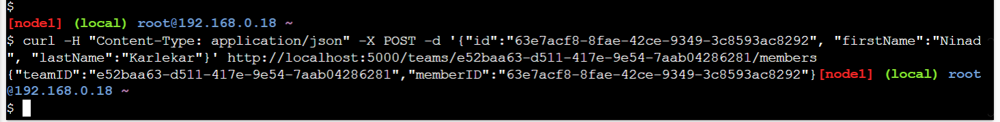 $
[node1] (local) root@192.168.0.18 ~
$ curl -H "Content-Type: application/json" -X POST -d '{"id":"63e7acf8-8fae-42ce-9349-3c8593ac8292", "firstName":"Ninad
", "lastName":"Karlekar"}' http://localhost:5000/teams/e52baa63-d511-417e-9e54-7aab04286281/members
{"teamID":"e52baa63-d511-417e-9e54-7aab04286281","memberID":"63e7acf8-8fae-42ce-9349-3c8593ac8292"}[node1] (local) root
@192.168.0.18 ~
$